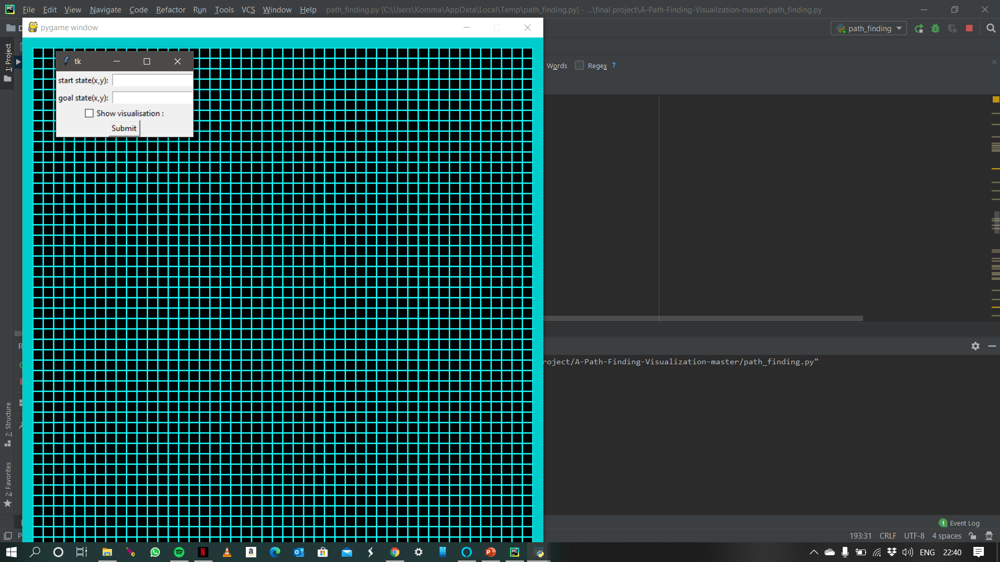 File Edit View Navigate Code Refactor Run Tools VCS Window Help path_finding.py [C:\Users\Komma\AppData\Local\Temp\path_finding.py] - ...\final project\A-Path-Finding-Visualization-master\path_finding.py
pygame window
path_finding
1: Project
tk
Words Regex ?
start state(x,y):
goal state(x,y):
Show visualisation :
Submit
roject/A-Path-Finding-Visualization-master/path_finding.py"
7: Structure
2: Favorites
1 Event Log
193:31 CRLF UTF-8 4 spaces
ENG 22:40